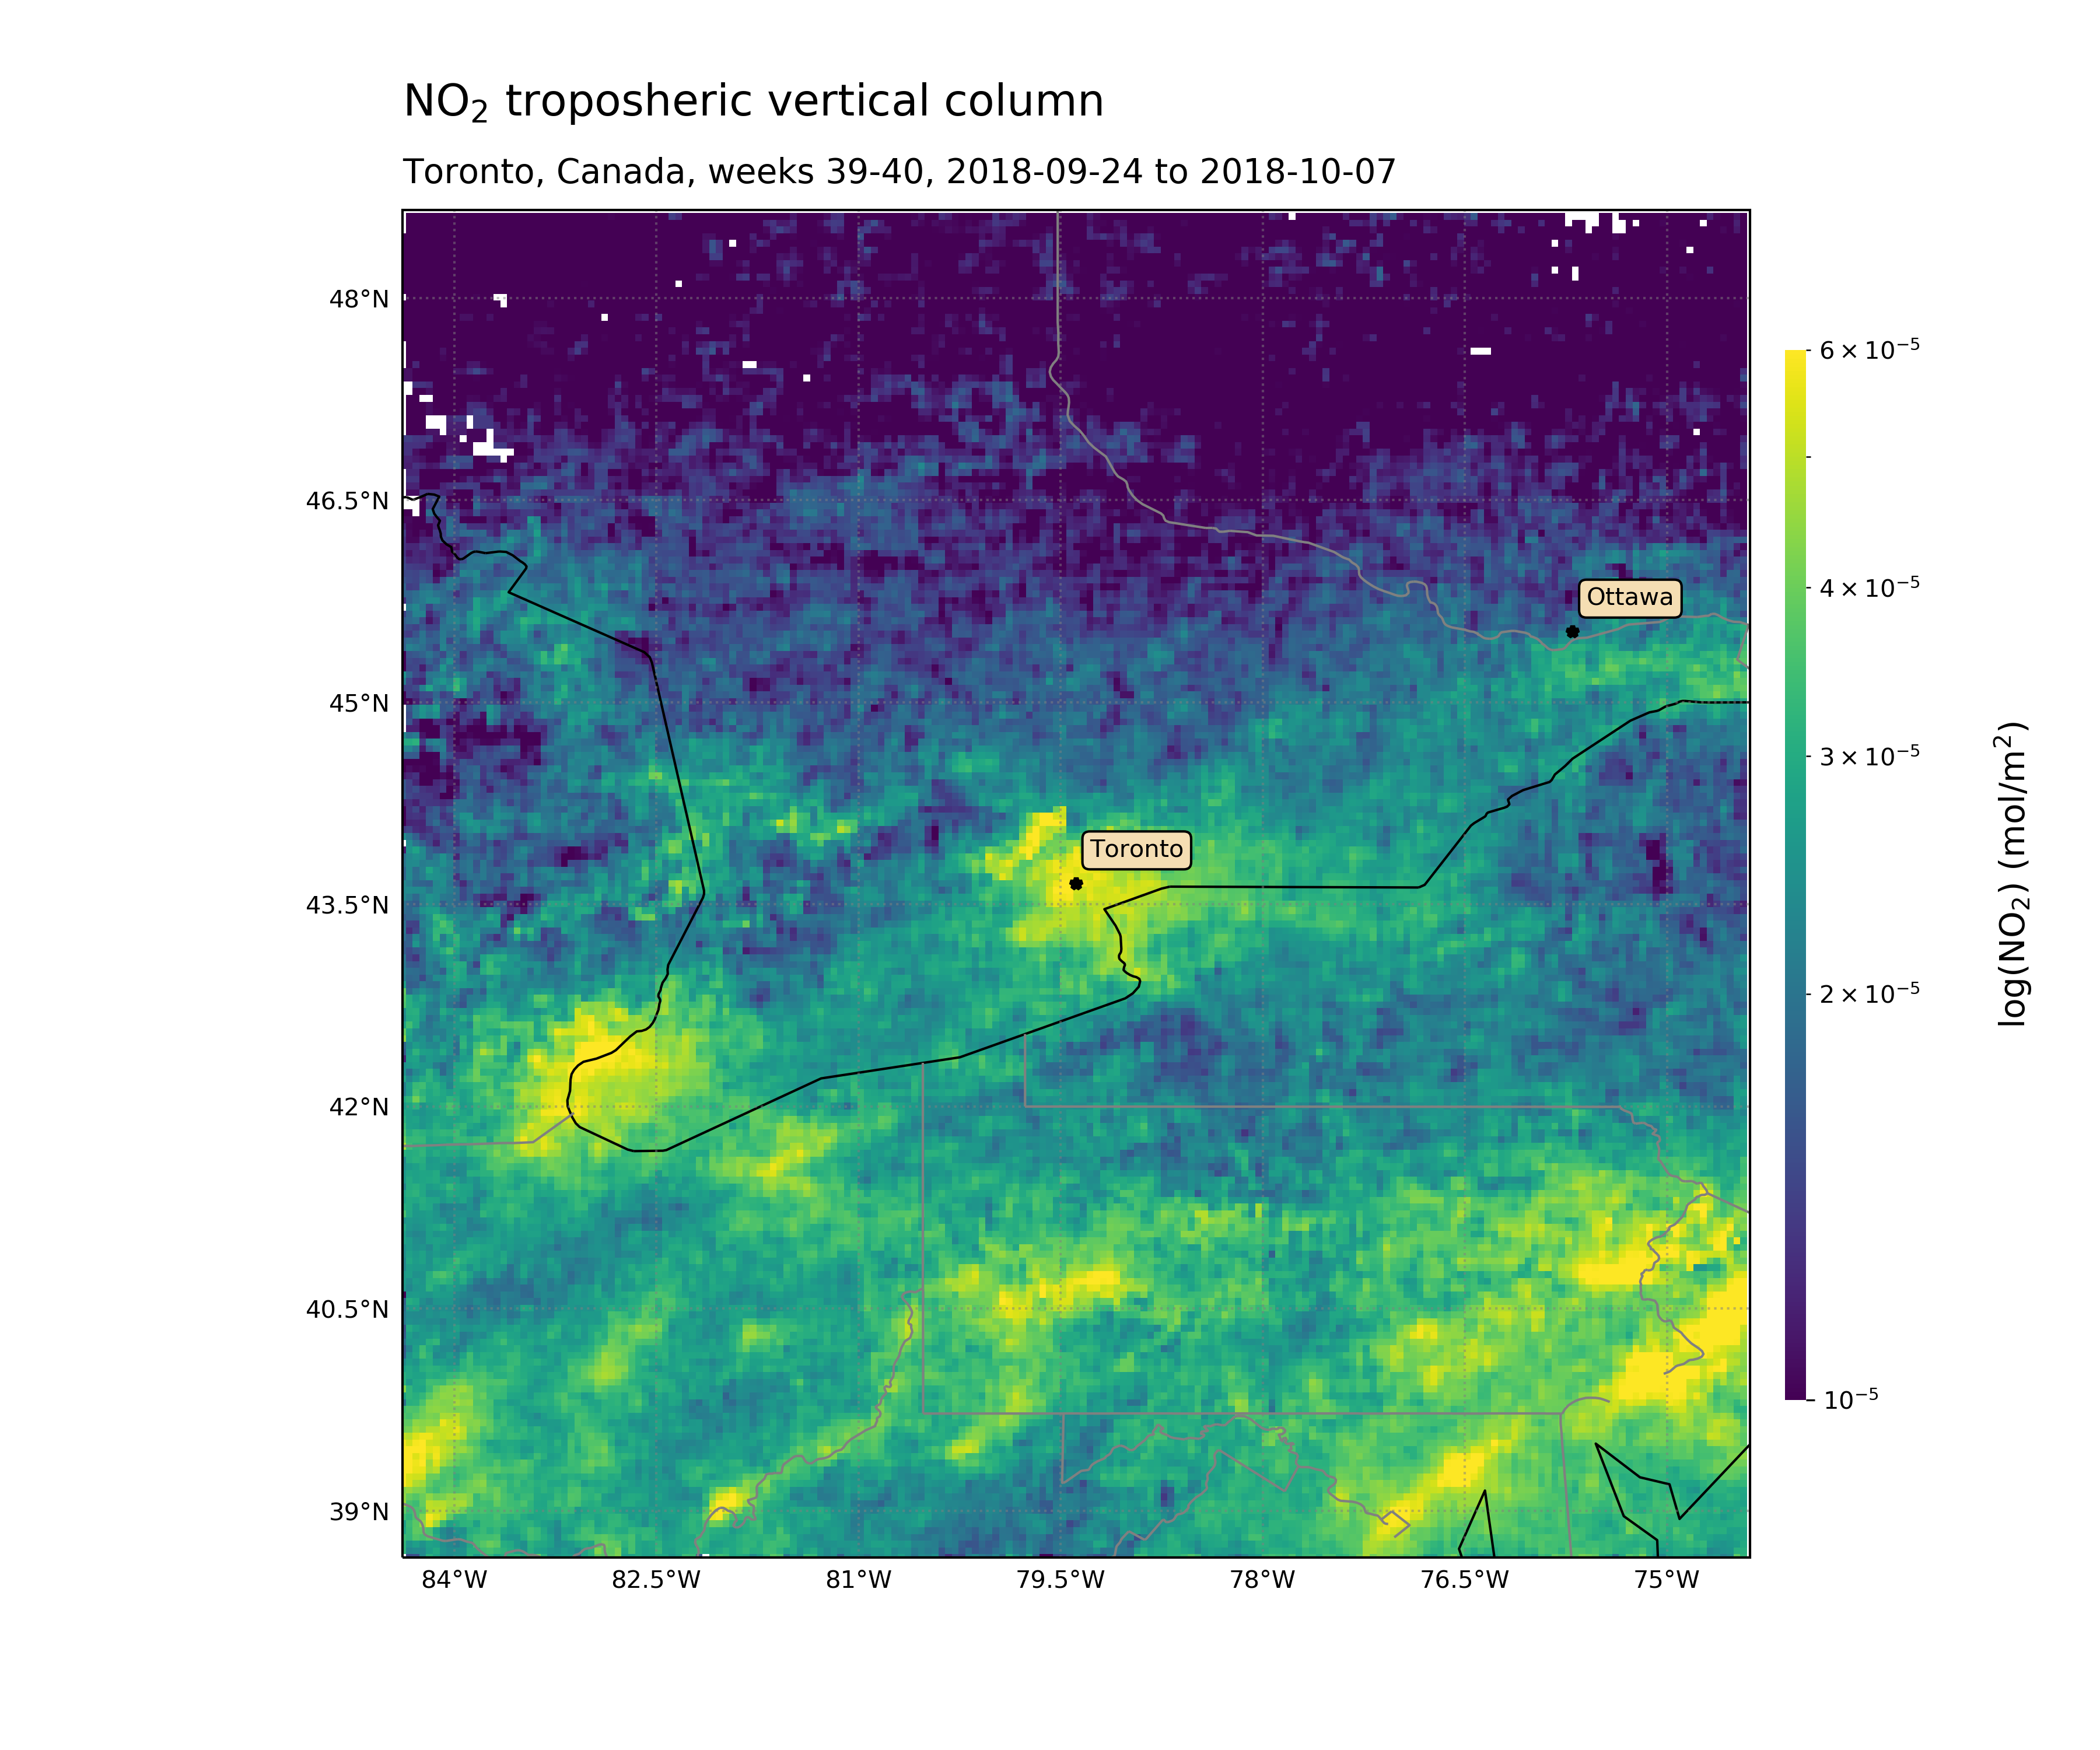 NO₂ troposheric vertical column
Toronto, Canada, weeks 39-40, 2018-09-24 to 2018-10-07
48°N
46.5°N
45°N
43.5°N
42°N
40.5°N
39°N
84°W 82.5°W 81°W 79.5°W 78°W 76.5°W 75°W
Ottawa
Toronto
6 × 10⁻⁵
4 × 10⁻⁵
3 × 10⁻⁵
2 × 10⁻⁵
10⁻⁵
log(NO₂) (mol/m²)